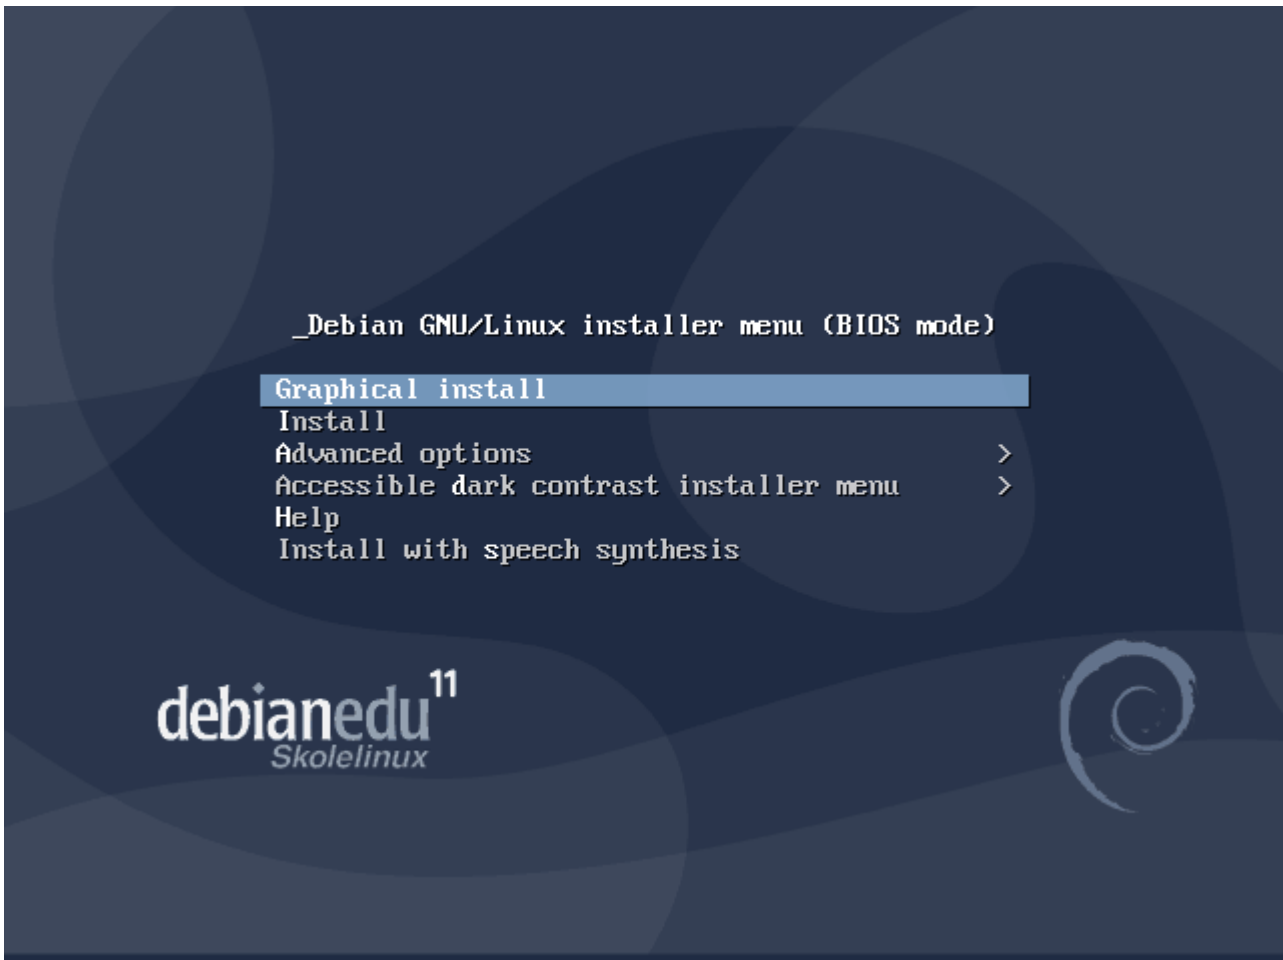 _Debian GNU/Linux installer menu (BIOS mode)
Graphical install
Install
Advanced options >
Accessible dark contrast installer menu >
Help
Install with speech synthesis
debianedu 11
Skolelinux